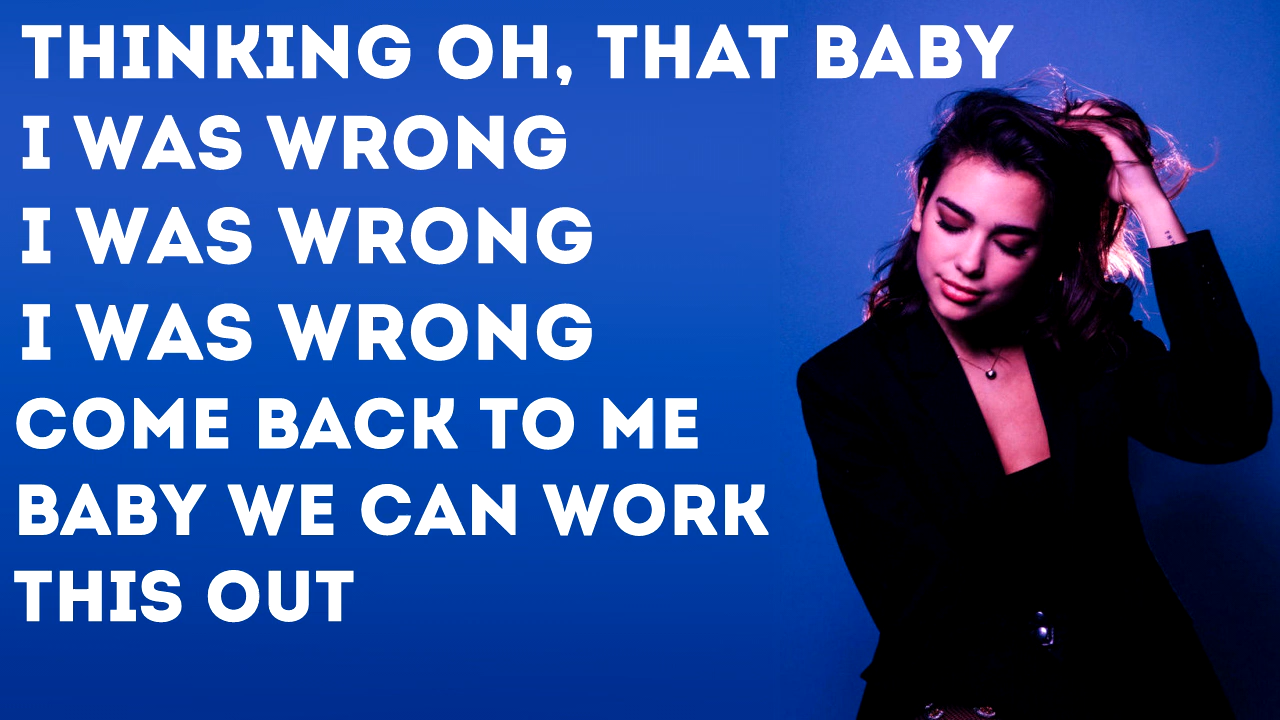 THINKING OH, THAT BABY
I WAS WRONG
I WAS WRONG
I WAS WRONG
COME BACK TO ME
BABY WE CAN WORK
THIS OUT